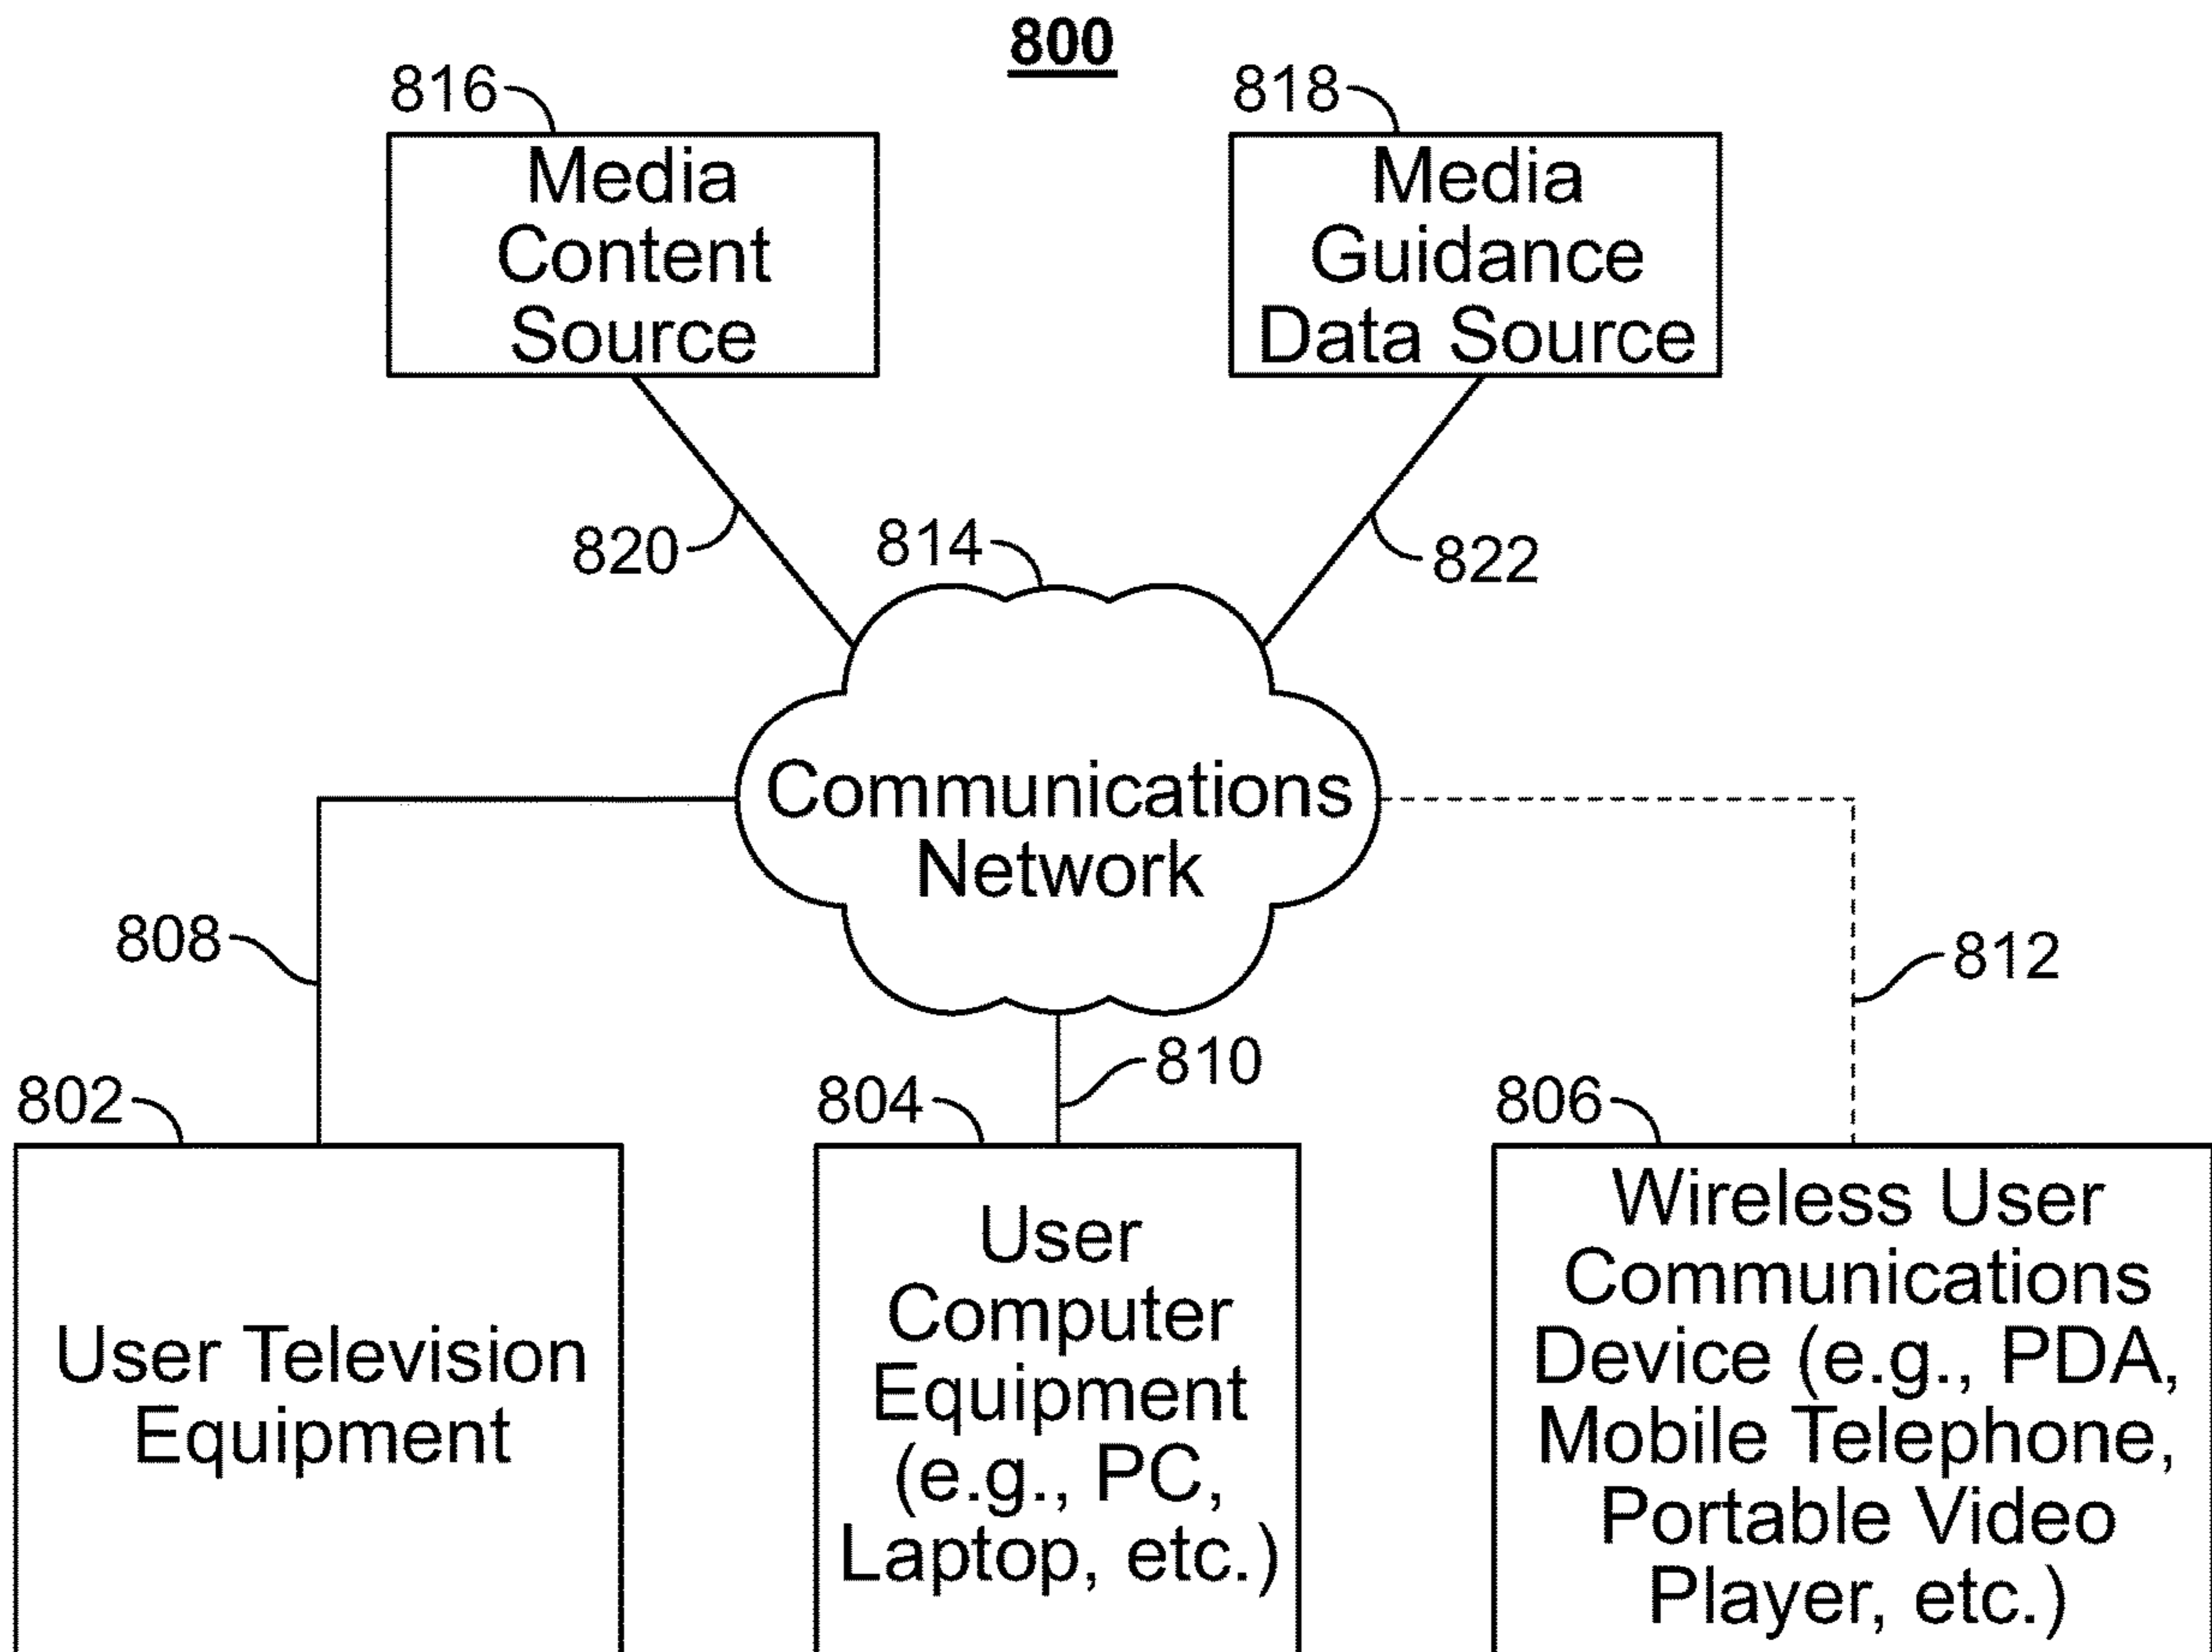 800
816
818
Media
Content
Source
Media
Guidance
Data Source
820
814
822
Communications
Network
808
812
810
802
804
806
User Television
Equipment
User
Computer
Equipment
(e.g., PC,
Laptop, etc.)
Wireless User
Communications
Device (e.g., PDA,
Mobile Telephone,
Portable Video
Player, etc.)